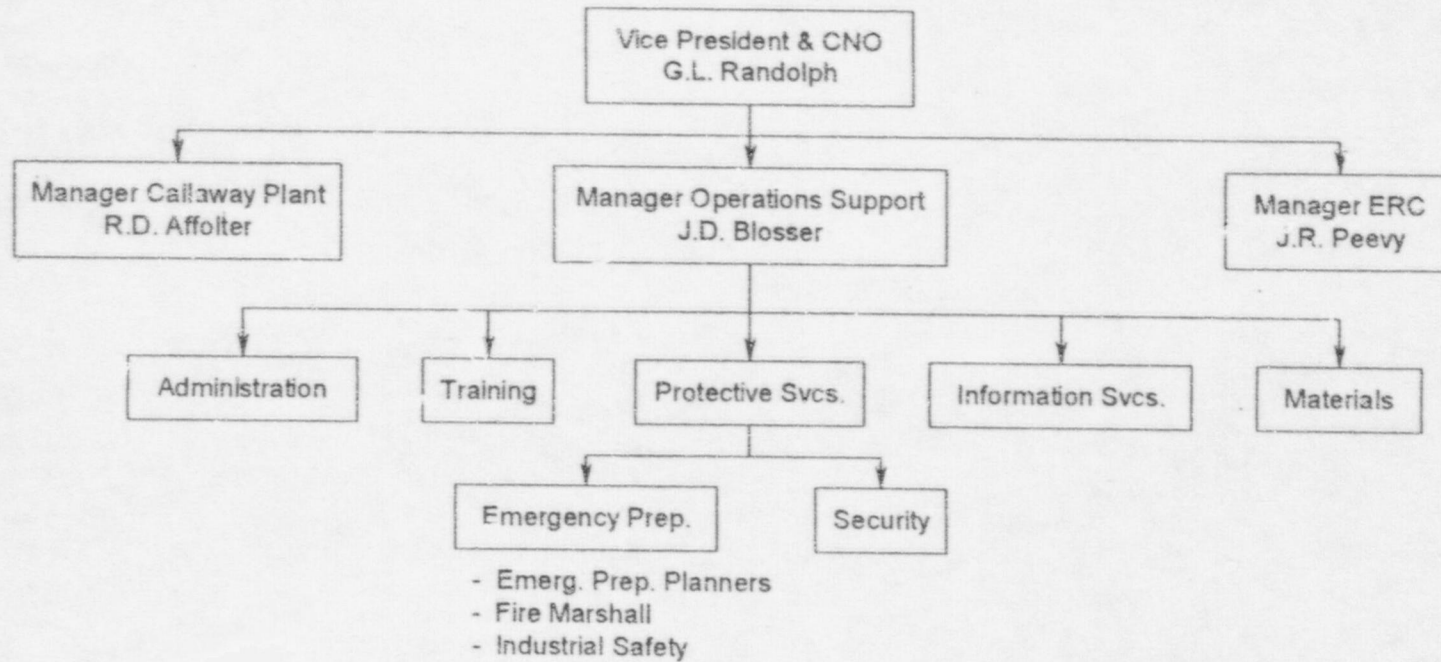 Vice President & CNO
G.L. Randolph
Manager Callaway Plant
R.D. Affolter
Manager Operations Support
J.D. Blosser
Manager ERC
J.R. Peevy
Administration
Training
Protective Svcs.
Information Svcs.
Materials
Emergency Prep.
Security
- Emerg. Prep. Planners
- Fire Marshall
- Industrial Safety